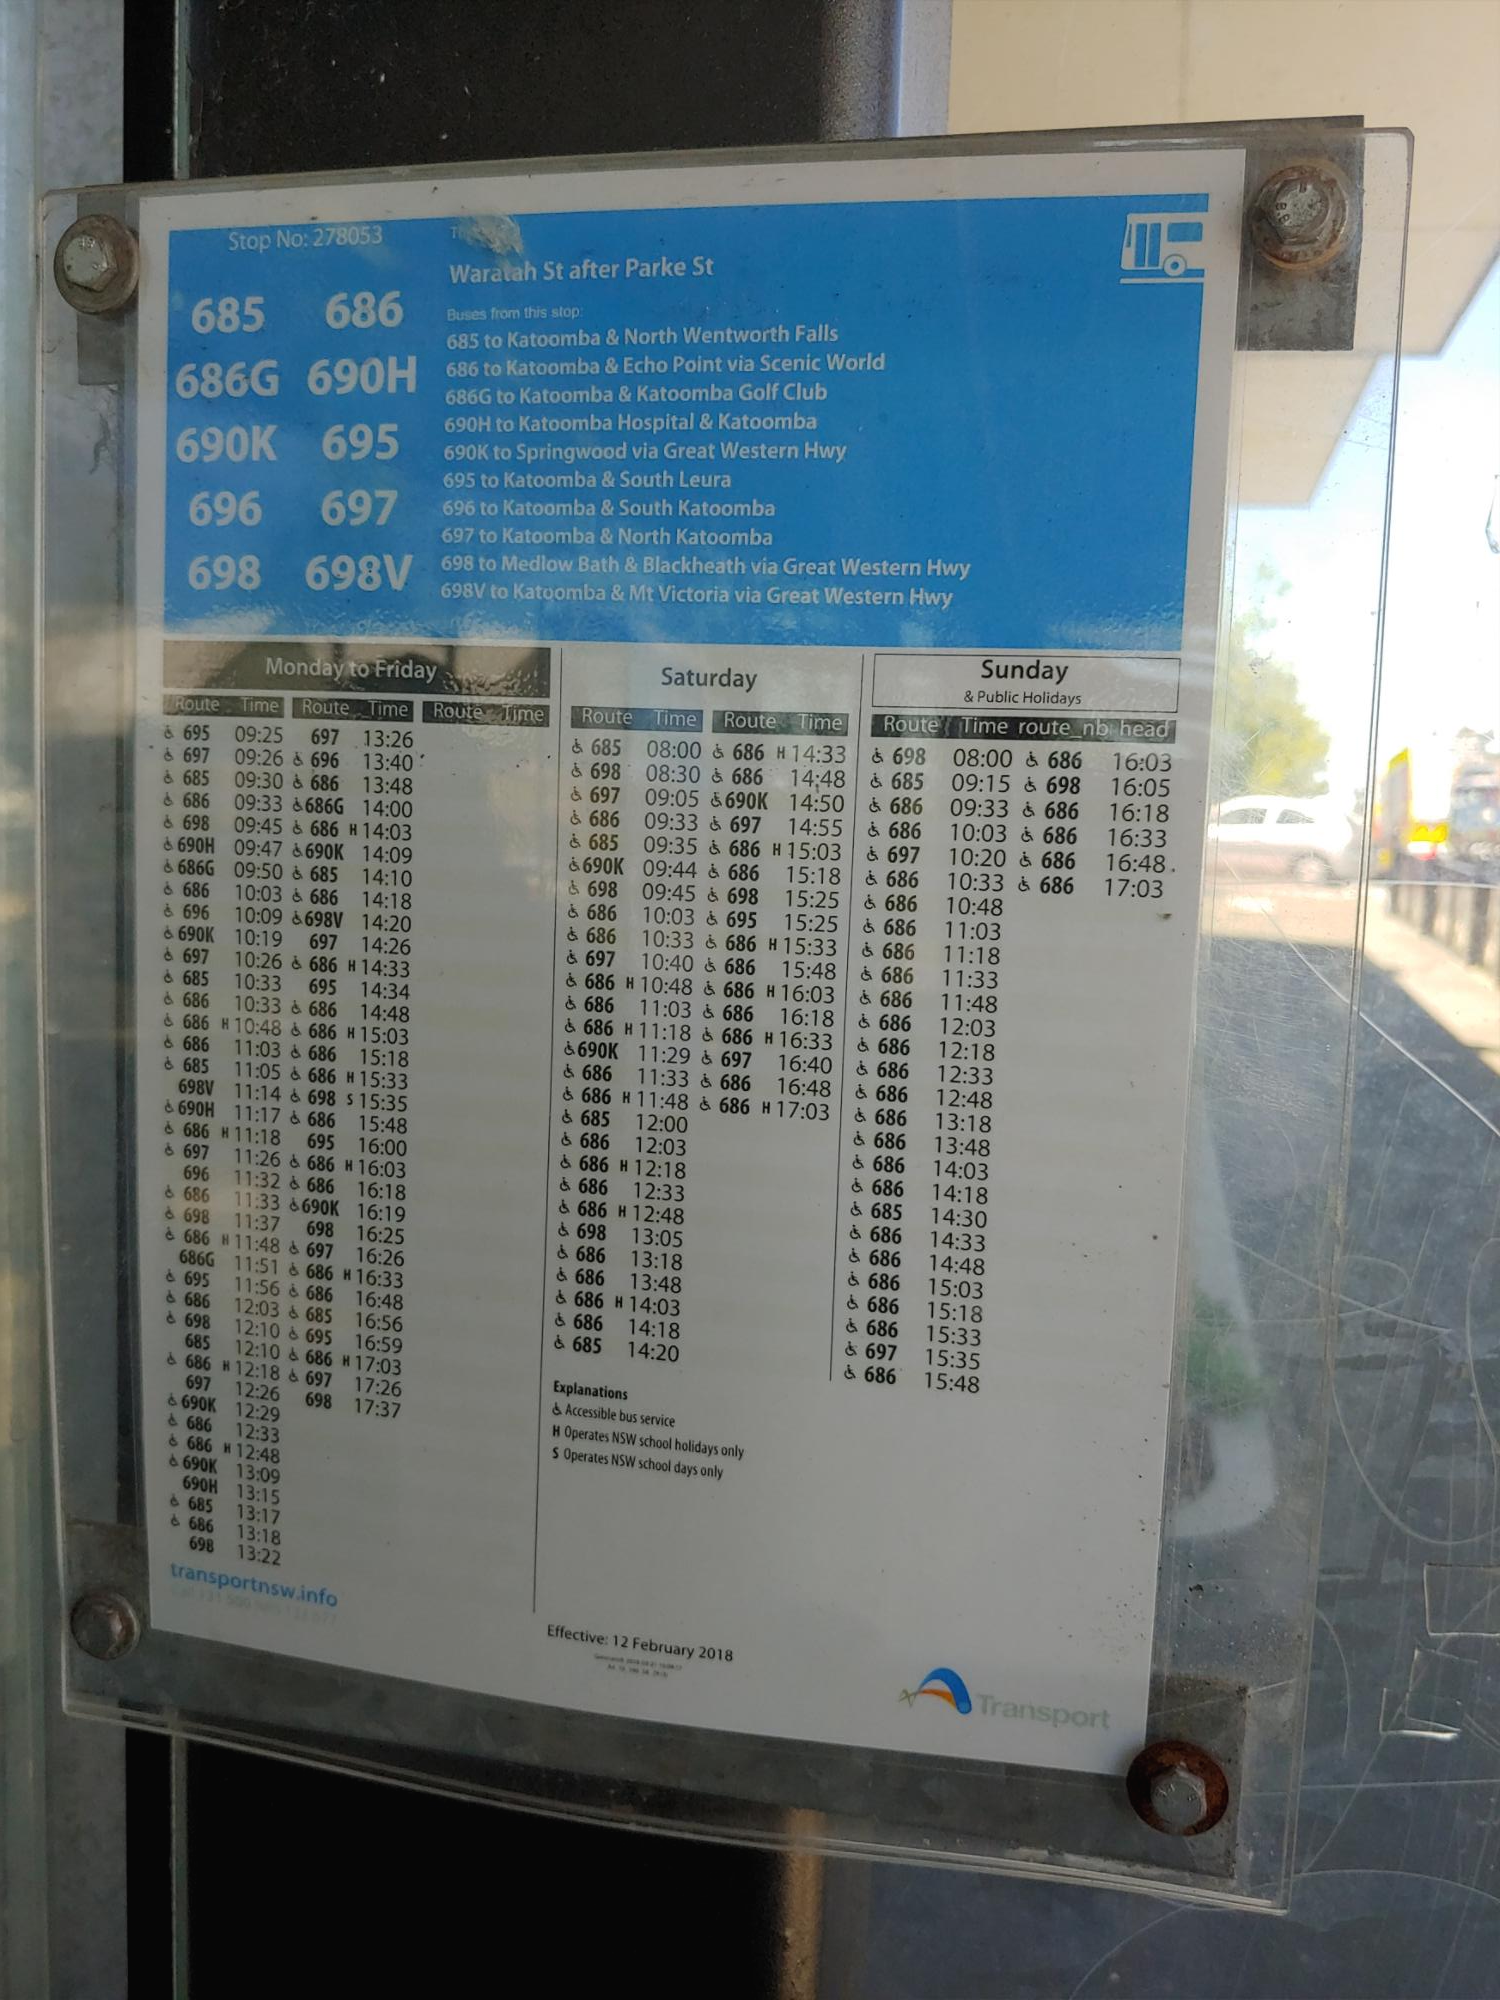 Stop No: 278053
Waratah St after Parke St
685 686
686G 690H
690K 695
696 697
698 698V
Buses from this stop:
685 to Katoomba & North Wentworth Falls
686 to Katoomba & Echo Point via Scenic World
686G to Katoomba & Katoomba Golf Club
690H to Katoomba Hospital & Katoomba
690K to Springwood via Great Western Hwy
695 to Katoomba & South Leura
696 to Katoomba & South Katoomba
697 to Katoomba & North Katoomba
698 to Medlow Bath & Blackheath via Great Western Hwy
698V to Katoomba & Mt Victoria via Great Western Hwy
Monday to Friday
Route Time Route Time Route Time
695 09:25 697 13:26
697 09:26 696 13:40
685 09:30 686 13:48
686 09:33 686G 14:00
698 09:45 686 H 14:03
690H 09:47 690K 14:09
686G 09:50 685 14:10
686 10:03 686 14:18
696 10:09 698V 14:20
690K 10:19 697 14:26
697 10:26 686 H 14:33
685 10:33 695 14:34
686 10:33 686 14:48
686 H 10:48 686 H 15:03
686 11:03 686 15:18
685 11:05 686 H 15:33
698V 11:14 698 S 15:35
690H 11:17 686 15:48
686 H 11:18 695 16:00
697 11:26 686 H 16:03
696 11:32 686 16:18
686 11:33 690K 16:19
698 11:37 698 16:25
686 H 11:48 697 16:26
686G 11:51 686 H 16:33
695 11:56 686 16:48
686 12:03 685 16:56
698 12:10 695 16:59
685 12:10 686 H 17:03
686 H 12:18 697 17:26
697 12:26 698 17:37
690K 12:29
686 12:33
686 H 12:48
690K 13:09
690H 13:15
685 13:17
686 13:18
698 13:22
transportnsw.info
Saturday
Route Time Route Time
685 08:00 686 H 14:33
698 08:30 686 14:48
697 09:05 690K 14:50
686 09:33 697 14:55
685 09:35 686 H 15:03
690K 09:44 686 15:18
698 09:45 698 15:25
686 10:03 695 15:25
686 10:33 686 H 15:33
697 10:40 686 15:48
686 H 10:48 686 H 16:03
686 11:03 686 16:18
686 H 11:18 686 H 16:33
690K 11:29 697 16:40
686 11:33 686 16:48
686 H 11:48 686 H 17:03
685 12:00
686 12:03
686 H 12:18
686 12:33
686 H 12:48
698 13:05
686 13:18
686 13:48
686 H 14:03
686 14:18
685 14:20
Explanations
Accessible bus service
H Operates NSW school holidays only
S Operates NSW school days only
Sunday
& Public Holidays
Route Time route_nb head
698 08:00 686 16:03
685 09:15 698 16:05
686 09:33 686 16:18
686 10:03 686 16:33
697 10:20 686 16:48
686 10:33 686 17:03
686 10:48
686 11:03
686 11:18
686 11:33
686 11:48
686 12:03
686 12:18
686 12:33
686 12:48
686 13:18
686 13:48
686 14:03
686 14:18
685 14:30
686 14:33
686 14:48
686 15:03
686 15:18
686 15:33
697 15:35
686 15:48
Effective: 12 February 2018
Transport